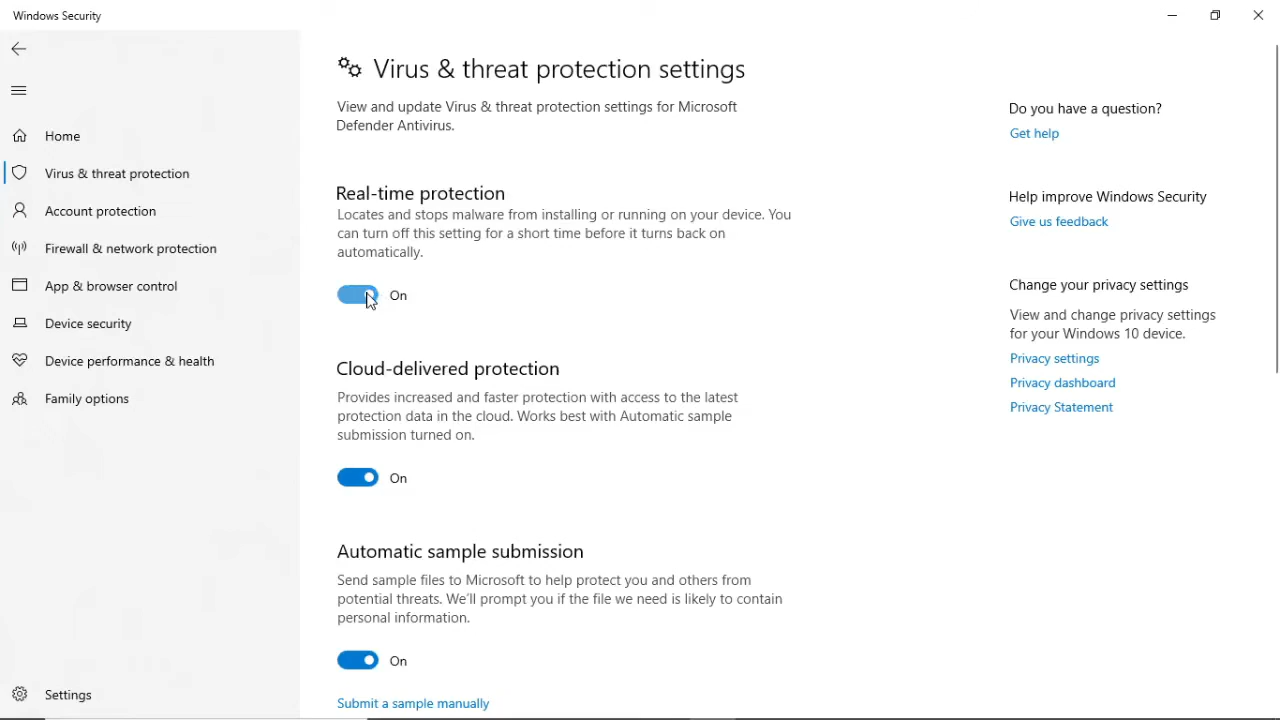 Windows Security
Home
Virus & threat protection
Account protection
Firewall & network protection
App & browser control
Device security
Device performance & health
Family options
Settings
Virus & threat protection settings
View and update Virus & threat protection settings for Microsoft
Defender Antivirus.
Real-time protection
Locates and stops malware from installing or running on your device. You
can turn off this setting for a short time before it turns back on
automatically.
On
Cloud-delivered protection
Provides increased and faster protection with access to the latest
protection data in the cloud. Works best with Automatic sample
submission turned on.
On
Automatic sample submission
Send sample files to Microsoft to help protect you and others from
potential threats. We'll prompt you if the file we need is likely to contain
personal information.
On
Submit a sample manually
Do you have a question?
Get help
Help improve Windows Security
Give us feedback
Change your privacy settings
View and change privacy settings
for your Windows 10 device.
Privacy settings
Privacy dashboard
Privacy Statement